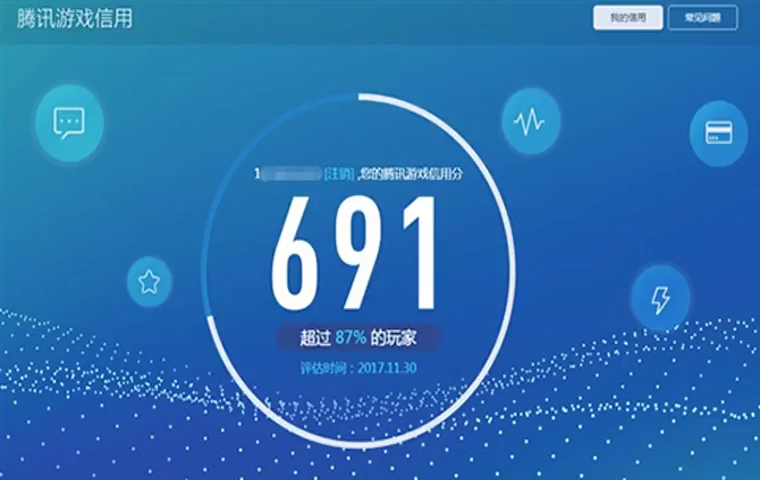 腾讯游戏信用
我的信用 常见问题
1 [注销] ,您的腾讯游戏信用分
691
超过 87% 的玩家
评估时间：2017.11.30